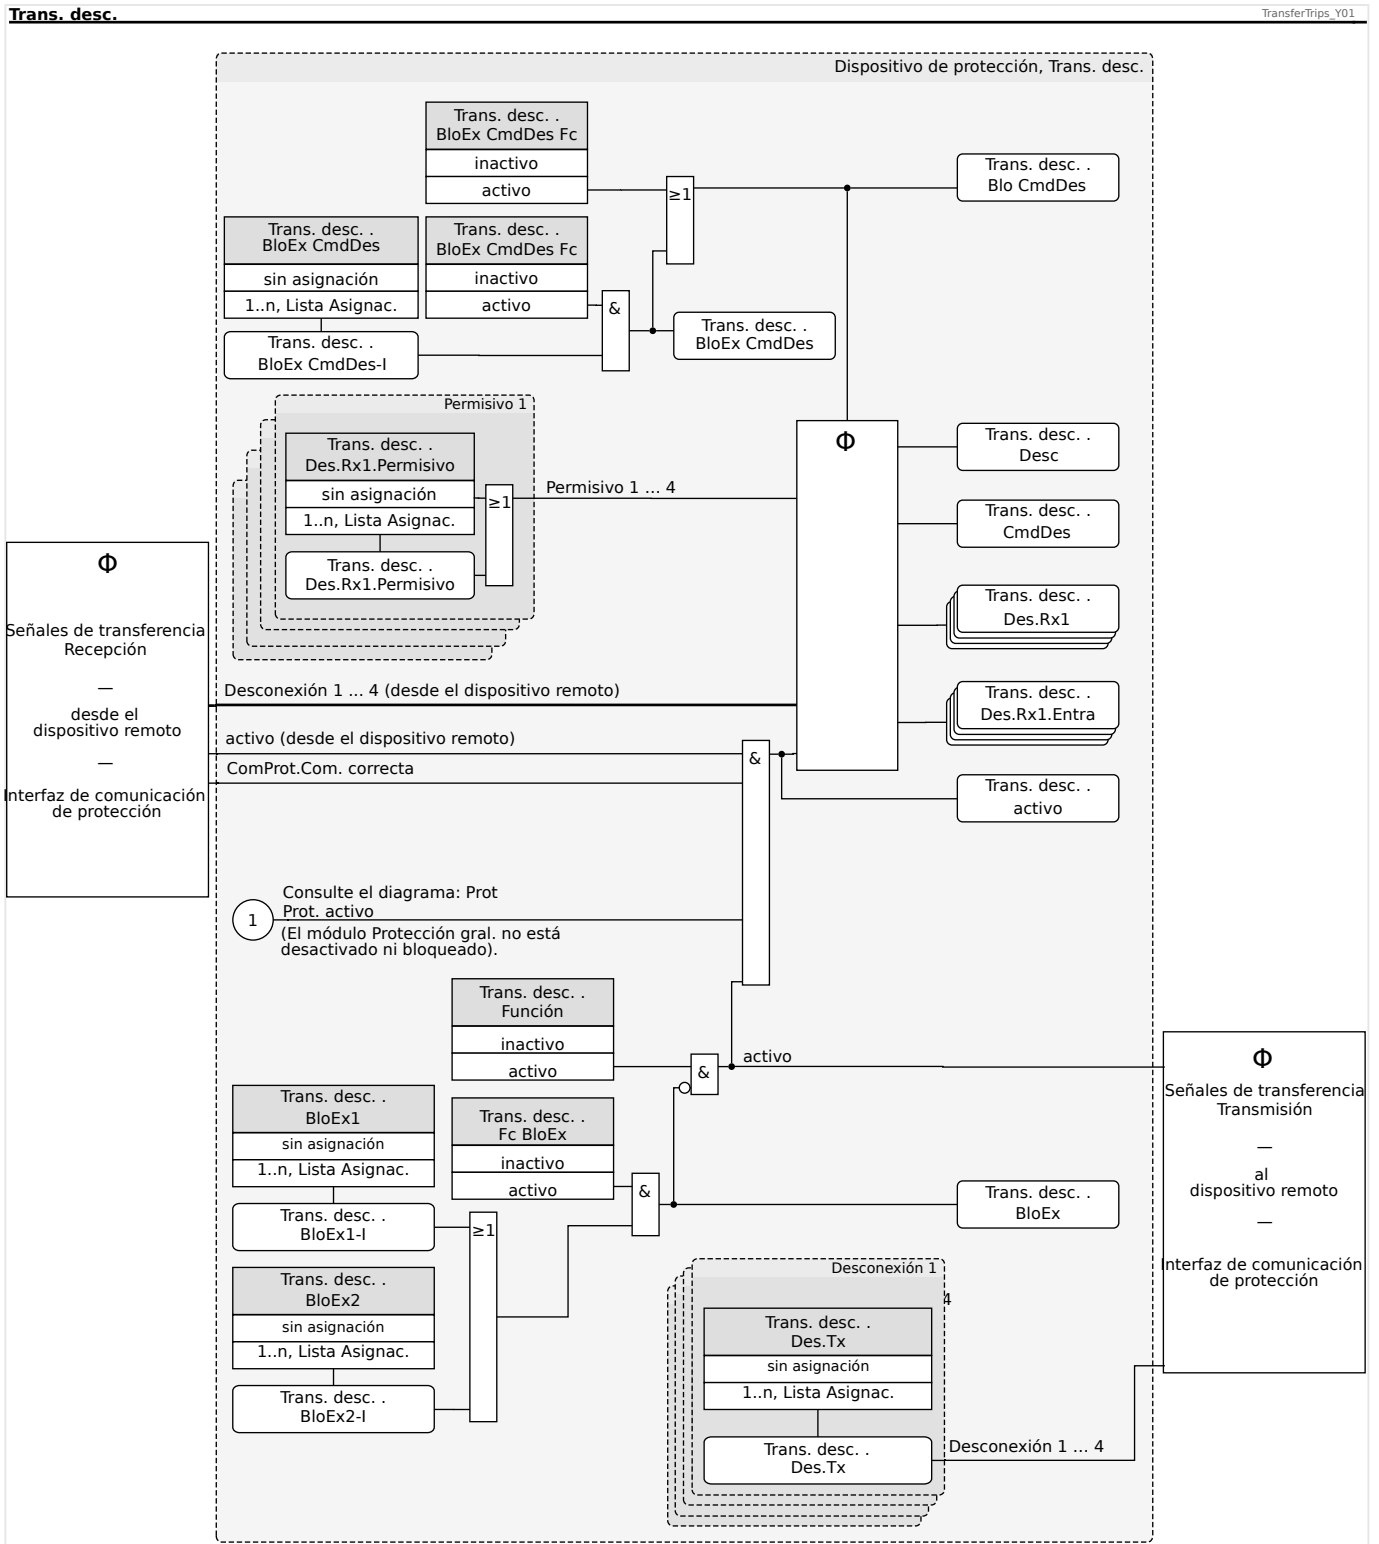 Trans. desc.
TransferTrips_Y01
Dispositivo de protección, Trans. desc.
Trans. desc. .
BloEx CmdDes Fc
inactivo
activo
≥1
Trans. desc. .
Blo CmdDes
Trans. desc. .
BloEx CmdDes
sin asignación
1..n, Lista Asignac.
Trans. desc. .
BloEx CmdDes-I
Trans. desc. .
BloEx CmdDes Fc
inactivo
activo
&
Trans. desc. .
BloEx CmdDes
Permisivo 1
Trans. desc. .
Des.Rx1.Permisivo
sin asignación
1..n, Lista Asignac.
Trans. desc. .
Des.Rx1.Permisivo
≥1
Permisivo 1 ... 4
Φ
Trans. desc. .
Desc
Trans. desc. .
CmdDes
Trans. desc. .
Des.Rx1
Trans. desc. .
Des.Rx1.Entra
Trans. desc. .
activo
Φ
Señales de transferencia
Recepción
—
desde el
dispositivo remoto
—
Interfaz de comunicación
de protección
Desconexión 1 ... 4 (desde el dispositivo remoto)
activo (desde el dispositivo remoto)
ComProt.Com. correcta
&
1
Consulte el diagrama: Prot
Prot. activo
(El módulo Protección gral. no está
desactivado ni bloqueado).
Trans. desc. .
Función
inactivo
activo
&
activo
Trans. desc. .
BloEx1
sin asignación
1..n, Lista Asignac.
Trans. desc. .
BloEx1-I
Trans. desc. .
Fc BloEx
inactivo
activo
&
Trans. desc. .
BloEx
≥1
Trans. desc. .
BloEx2
sin asignación
1..n, Lista Asignac.
Trans. desc. .
BloEx2-I
Desconexión 1
4
Trans. desc. .
Des.Tx
sin asignación
1..n, Lista Asignac.
Trans. desc. .
Des.Tx
Desconexión 1 ... 4
Φ
Señales de transferencia
Transmisión
—
al
dispositivo remoto
—
Interfaz de comunicación
de protección